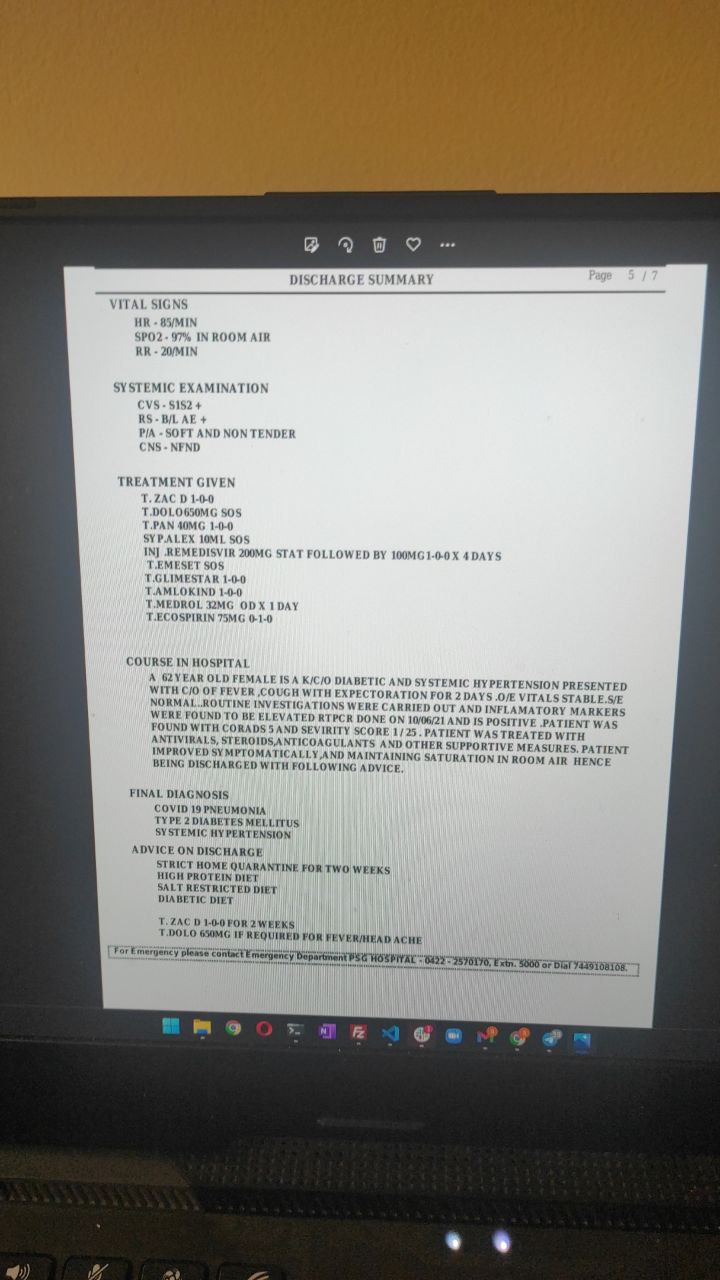 DISCHARGE SUMMARY
Page 5 / 7
VITAL SIGNS
HR - 85/MIN
SPO2 - 97% IN ROOM AIR
RR - 20/MIN
SYSTEMIC EXAMINATION
CVS - S1S2 +
RS - B/L AE +
P/A - SOFT AND NON TENDER
CNS - NFND
TREATMENT GIVEN
T. ZAC D 1-0-0
T.DOLO650MG SOS
T.PAN 40MG 1-0-0
SYP.ALEX 10ML SOS
INJ .REMEDISVIR 200MG STAT FOLLOWED BY 100MG1-0-0 X 4 DAYS
T.EMESET SOS
T.GLIMESTAR 1-0-0
T.AMLOKIND 1-0-0
T.MEDROL 32MG OD X 1 DAY
T.ECOSPIRIN 75MG 0-1-0
COURSE IN HOSPITAL
A 62 YEAR OLD FEMALE IS A K/C/O DIABETIC AND SYSTEMIC HYPERTENSION PRESENTED
WITH C/O OF FEVER ,COUGH WITH EXPECTORATION FOR 2 DAYS .O/E VITALS STABLE.S/E
NORMAL..ROUTINE INVESTIGATIONS WERE CARRIED OUT AND INFLAMATORY MARKERS
WERE FOUND TO BE ELEVATED RTPCR DONE ON 10/06/21 AND IS POSITIVE .PATIENT WAS
FOUND WITH CORADS 5 AND SEVIRITY SCORE 1 / 25 . PATIENT WAS TREATED WITH
ANTIVIRALS, STEROIDS,ANTICOAGULANTS AND OTHER SUPPORTIVE MEASURES. PATIENT
IMPROVED SYMPTOMATICALLY,AND MAINTAINING SATURATION IN ROOM AIR HENCE
BEING DISCHARGED WITH FOLLOWING ADVICE.
FINAL DIAGNOSIS
COVID 19 PNEUMONIA
TYPE 2 DIABETES MELLITUS
SYSTEMIC HYPERTENSION
ADVICE ON DISCHARGE
STRICT HOME QUARANTINE FOR TWO WEEKS
HIGH PROTEIN DIET
SALT RESTRICTED DIET
DIABETIC DIET
T. ZAC D 1-0-0 FOR 2 WEEKS
T.DOLO 650MG IF REQUIRED FOR FEVER/HEAD ACHE
For Emergency please contact Emergency Department PSG HOSPITAL - 0422 - 2570170, Extn. 5000 or Dial 7449108108.